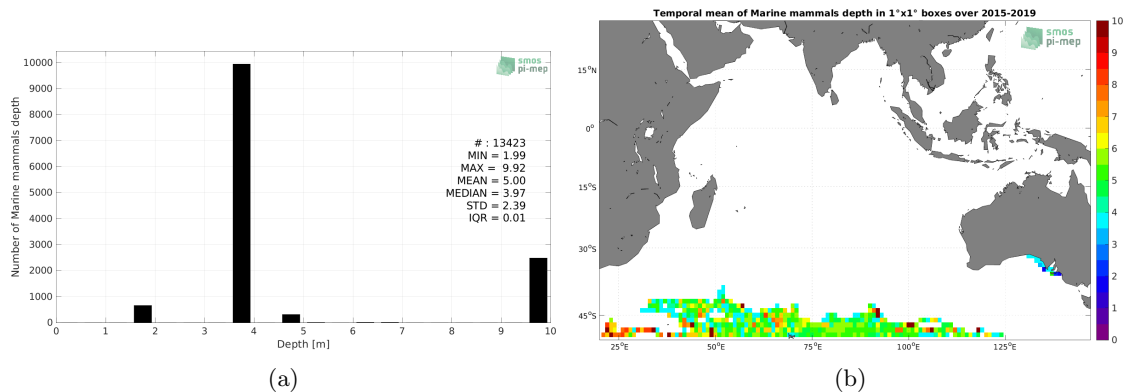 10000
9000
8000
7000
6000
5000
4000
3000
2000
1000
0
Number of Marine mammals depth
smos
pi-mep
# : 13423
MIN = 1.99
MAX = 9.92
MEAN = 5.00
MEDIAN = 3.97
STD = 2.39
IQR = 0.01
0 1 2 3 4 5 6 7 8 9 10
Depth [m]
(a)
Temporal mean of Marine mammals depth in 1°x1° boxes over 2015-2019
smos
pi-mep
15°N
0°
15°S
30°S
45°S
25°E 50°E 75°E 100°E 125°E
10
9
8
7
6
5
4
3
2
1
0
(b)